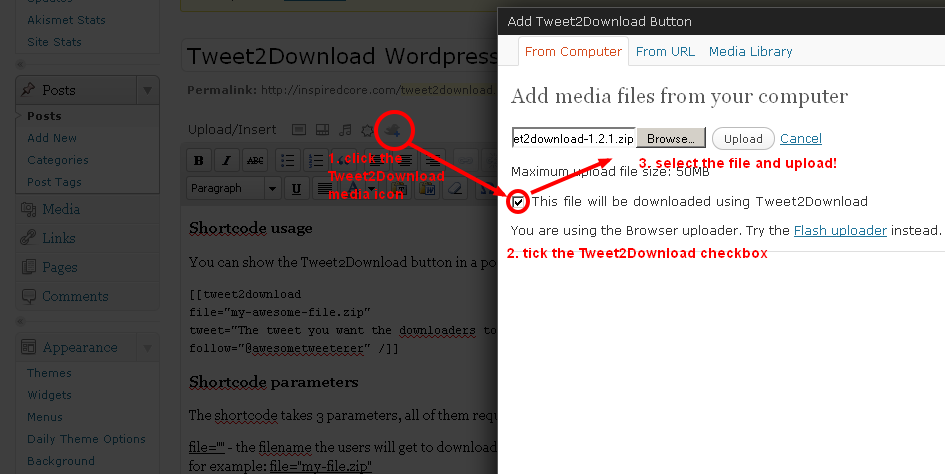 Updates
Akismet Stats
Site Stats
Posts
Posts
Add New
Categories
Post Tags
Media
Links
Pages
Comments
Appearance
Themes
Widgets
Menus
Daily Theme Options
Background
Tweet2Download Wordpress
Permalink: http://inspiredcore.com/tweet2download
Upload/Insert
1. click the
Tweet2Download
media icon
B I ABC
Paragraph U A
Shortcode usage
You can show the Tweet2Download button in a po
[[tweet2download
file="my-awesome-file.zip"
tweet="The tweet you want the downloaders to
follow="@awesometweeterer" /]]
Shortcode parameters
The shortcode takes 3 parameters, all of them requ
file="" - the filename the users will get to download
for example: file="my-file.zip"
Add Tweet2Download Button
From Computer From URL Media Library
Add media files from your computer
et2download-1.2.1.zip Browse... Upload Cancel
3. select the file and upload!
Maximum upload file size: 50MB
This file will be downloaded using Tweet2Download
You are using the Browser uploader. Try the Flash uploader instead.
2. tick the Tweet2Download checkbox